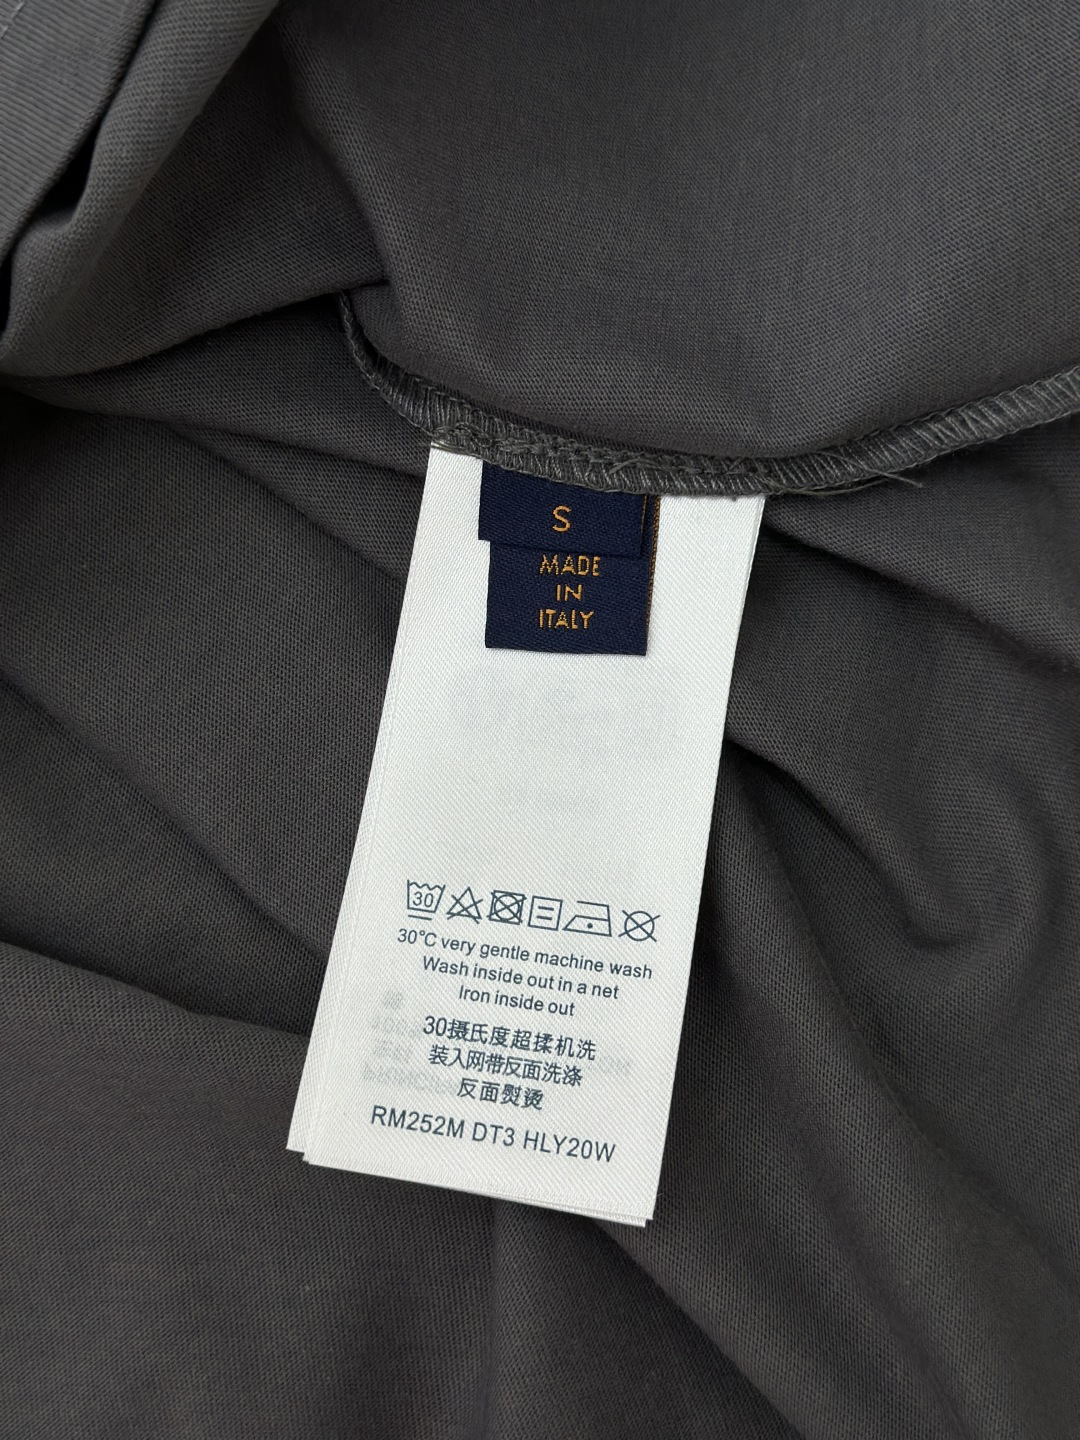 S
MADE
IN
ITALY
30
30°C very gentle machine wash
Wash inside out in a net
Iron inside out
30摄氏度超揉机洗
装入网带反面洗涤
反面熨烫
RM252M DT3 HLY20W